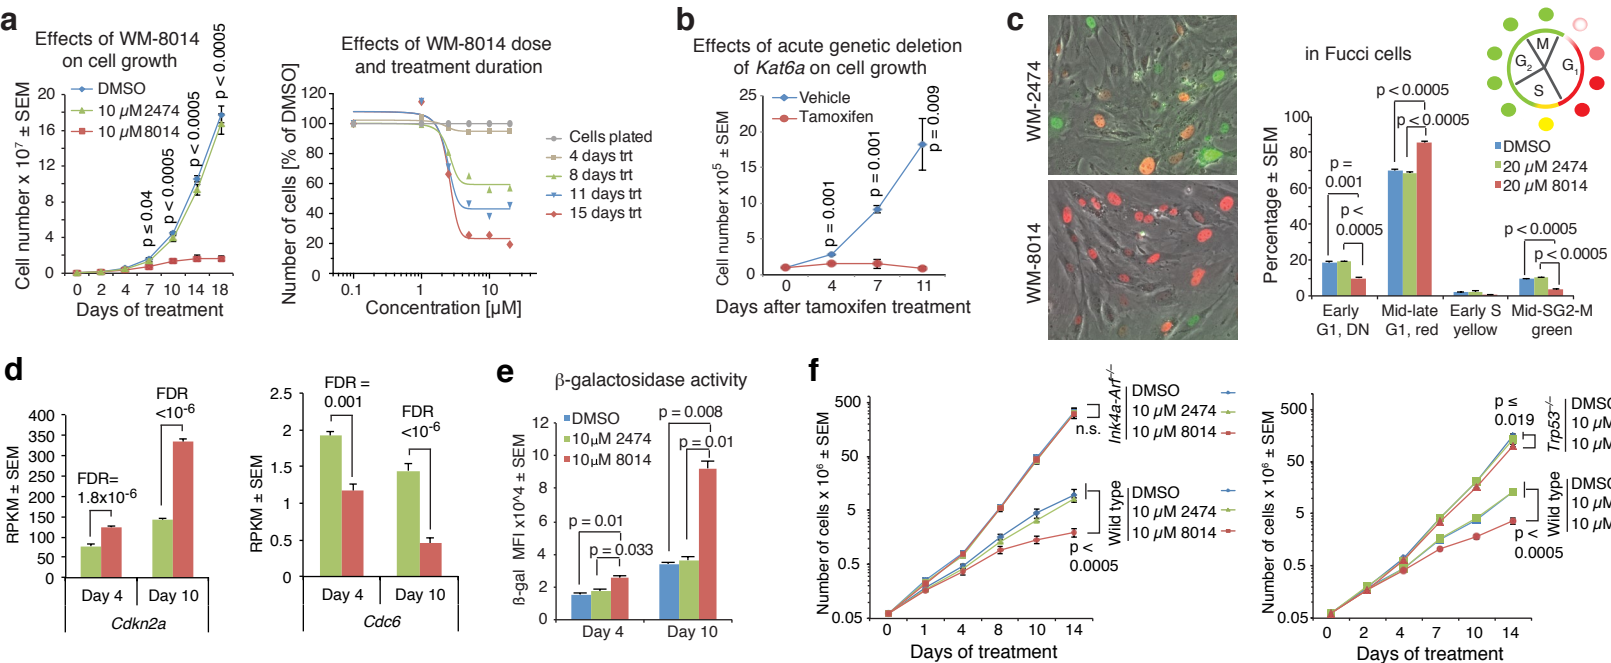 a
Effects of WM-8014
on cell growth
DMSO
10 µM 2474
10 µM 8014
Cell number x 10⁷ ± SEM
20
16
12
8
4
0
p ≤ 0.04
p < 0.0005
p < 0.0005
p < 0.0005
0 2 4 7 10 14 18
Days of treatment
Effects of WM-8014 dose
and treatment duration
Number of cells [% of DMSO]
120
100
80
60
40
20
0
0.1 1 10
Concentration [µM]
Cells plated
4 days trt
8 days trt
11 days trt
15 days trt
b
Effects of acute genetic deletion
of Kat6a on cell growth
Vehicle
Tamoxifen
Cell number x10⁵ ± SEM
25
20
15
10
5
0
p = 0.001
p = 0.001
p = 0.009
0 4 7 11
Days after tamoxifen treatment
c
WM-2474
WM-8014
in Fucci cells
M
G₁
S
G₂
DMSO
20 µM 2474
20 µM 8014
Percentage ± SEM
100
80
60
40
20
0
p =
0.001
p <
0.0005
p < 0.0005
p < 0.0005
p < 0.0005
p < 0.0005
Early
G1, DN
Mid-late
G1, red
Early S
yellow
Mid-SG2-M
green
d
RPKM ± SEM
400
350
300
250
200
150
100
50
0
FDR=
1.8x10⁻⁶
FDR
<10⁻⁶
Day 4 Day 10
Cdkn2a
RPKM ± SEM
2.5
2
1.5
1
0.5
0
FDR =
0.001
FDR
<10⁻⁶
Day 4 Day 10
Cdc6
e
β-galactosidase activity
DMSO
10µM 2474
10µM 8014
ß-gal MFI x10^4 ± SEM
12
10
8
6
4
2
0
p = 0.01
p = 0.033
p = 0.008
p = 0.01
Day 4 Day 10
f
Number of cells x 10⁶ ± SEM
500
50
5
0.5
0.05
n.s.
Ink4a-Arf⁻/⁻
DMSO
10 µM 2474
10 µM 8014
Wild type
DMSO
10 µM 2474
10 µM 8014
p <
0.0005
0 1 4 8 10 14
Days of treatment
Number of cells x 10⁶ ± SEM
500
50
5
0.5
0.05
p ≤
0.019
Trp53⁻/⁻
DMSO
10 µM
10 µM
Wild type
DMSO
10 µM
10 µM
p <
0.0005
0 2 4 7 10 14
Days of treatment